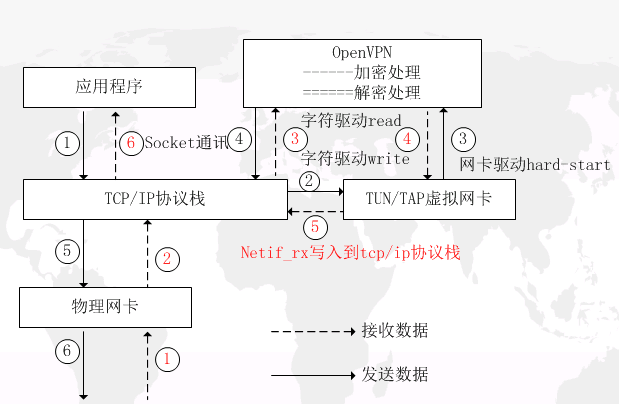 OpenVPN
------加密处理
======解密处理
应用程序
字符驱动read
① ⑥ Socket通讯 ④ ③ ④ ③
字符驱动write
网卡驱动hard-start
②
TCP/IP协议栈
TUN/TAP虚拟网卡
⑤
Netif_rx写入到tcp/ip协议栈
⑤ ②
物理网卡
接收数据
⑥ ①
发送数据